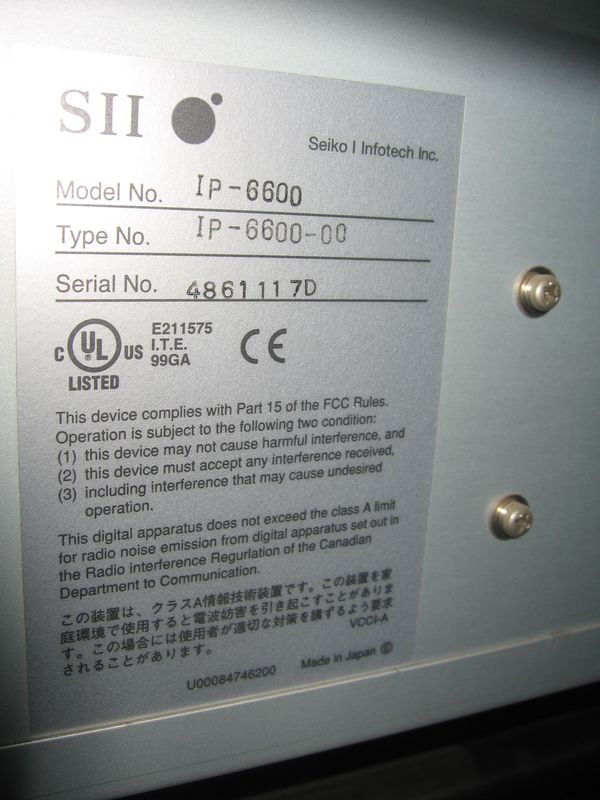 SII
Seiko I Infotech Inc.
Model No. IP-6600
Type No. IP-6600-00
Serial No. 4861117D
C UL US
LISTED
E211575
I.T.E.
99GA
CE
This device complies with Part 15 of the FCC Rules.
Operation is subject to the following two condition:
(1) this device may not cause harmful interference, and
(2) this device must accept any interference received,
(3) including interference that may cause undesired
operation.
This digital apparatus does not exceed the class A limit
for radio noise emission from digital apparatus set out in
the Radio interference Regurlation of the Canadian
Department to Communication.
この装置は、クラスA情報技術装置です。この装置を家
庭環境で使用すると電波妨害を引き起こすことがありま
す。この場合には使用者が適切な対策を講ずるよう要求
されることがあります。
VCCI-A
U00084746200
Made in Japan Ⓔ